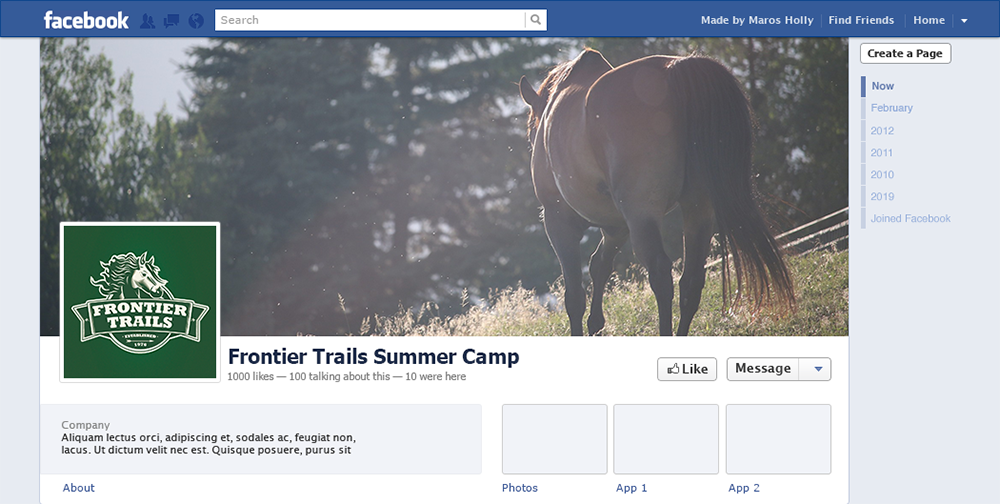 facebook
Search
Made by Maros Holly
Find Friends
Home
Create a Page
Now
February
2012
2011
2010
2019
Joined Facebook
FRONTIER
TRAILS
ESTABLISHED
1976
Frontier Trails Summer Camp
1000 likes — 100 talking about this — 10 were here
Like
Message
Company
Aliquam lectus orci, adipiscing et, sodales ac, feugiat non,
lacus. Ut dictum velit nec est. Quisque posuere, purus sit
About
Photos
App 1
App 2